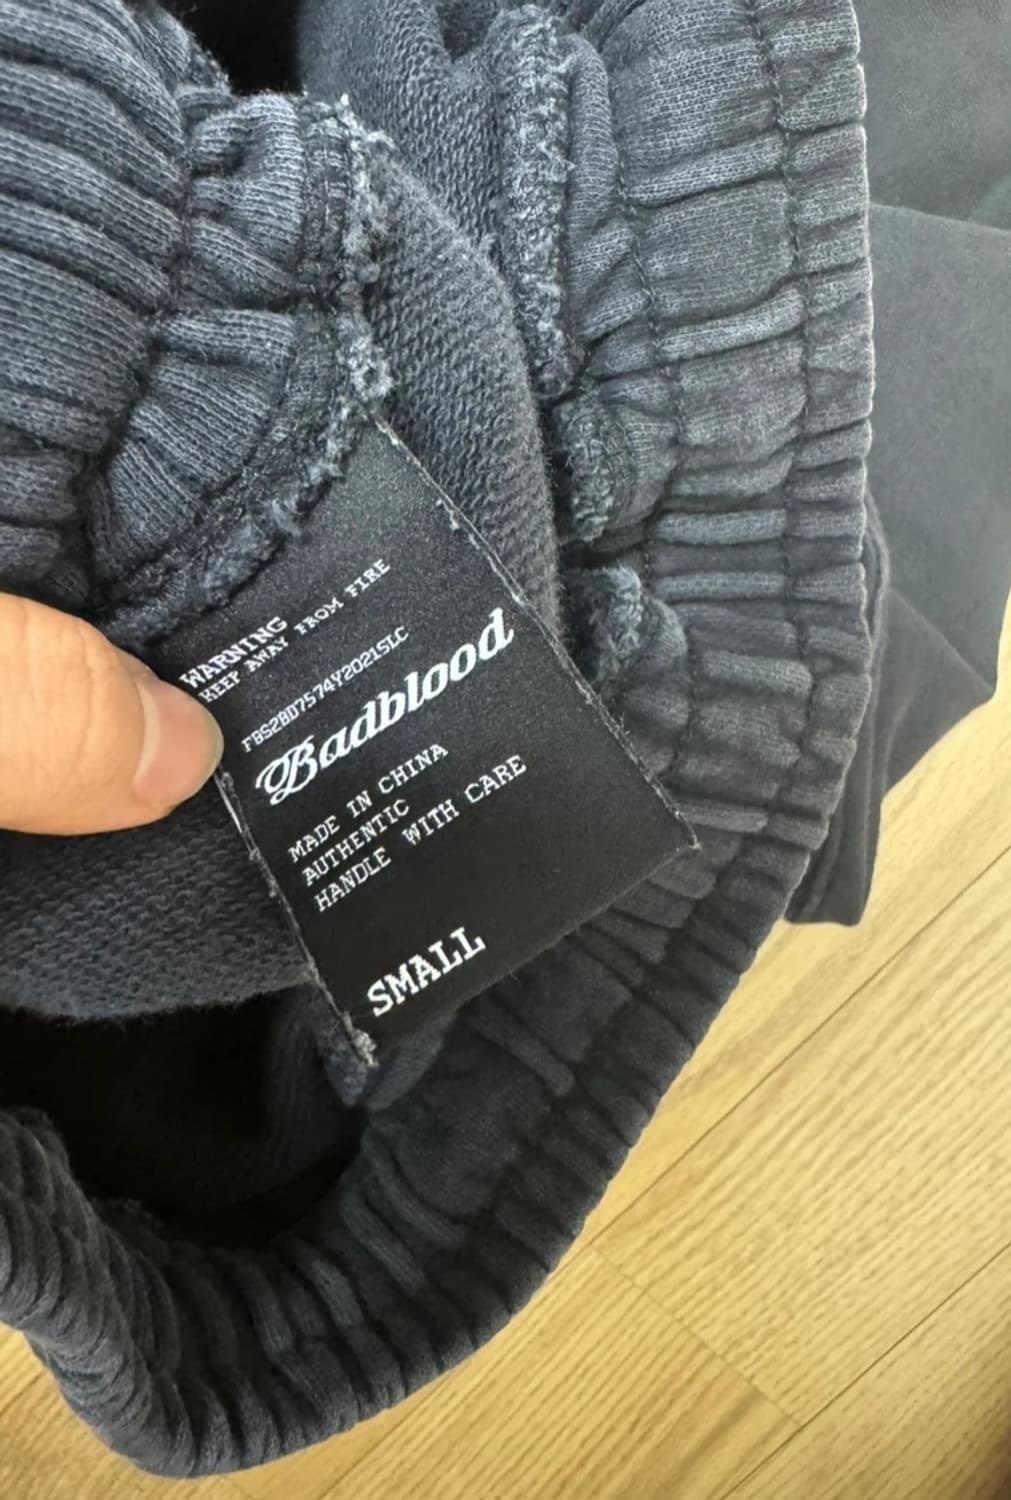 WARNING
KEEP AWAY FROM FIRE
FBS2BD7574Y2021SLC
Badblood
MADE IN CHINA
AUTHENTIC
HANDLE WITH CARE
SMALL